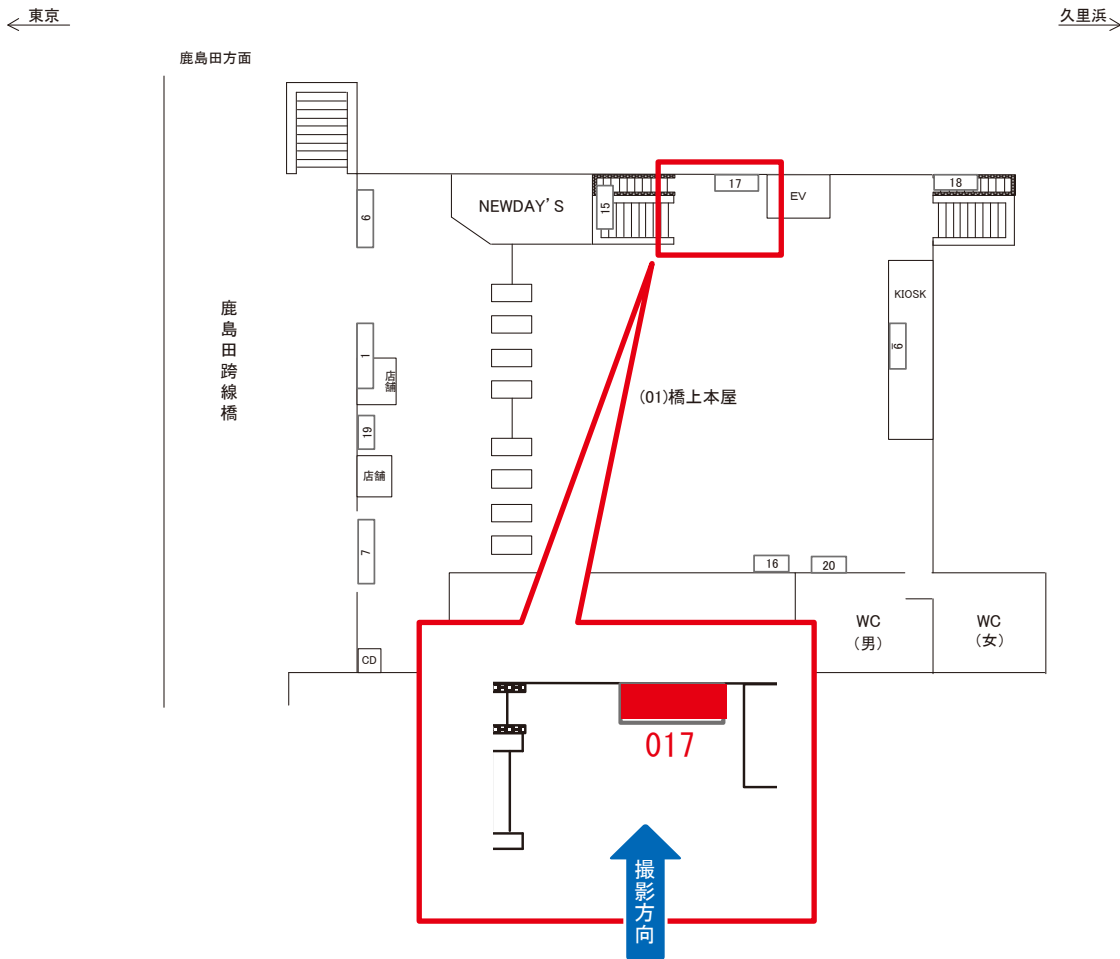 東京
久里浜
鹿島田方面
17
18
EV
6
NEWDAY'S
15
鹿島田跨線橋
KIOSK
1
店舗
(01)橋上本屋
19
店舗
7
16
20
WC
(男)
WC
(女)
CD
017
撮影方向